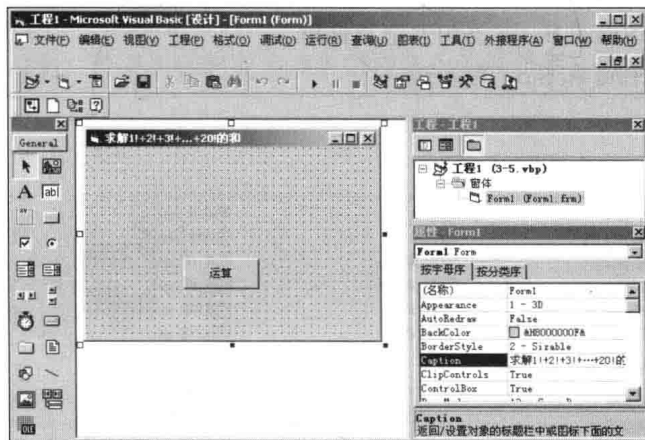 工程1 - Microsoft Visual Basic [设计] - [Form1 (Form)]
文件(F) 编辑(E) 视图(V) 工程(P) 格式(O) 调试(D) 运行(R) 查询(U) 图表(I) 工具(T) 外接程序(A) 窗口(W) 帮助(H)
General
求解1!+2!+3!+...+20!的和
运算
工程 - 工程1
工程1 (3-5.vbp)
窗体
Form1 (Form1.frm)
属性 - Form1
Form1 Form
按字母序 按分类序
(名称) Form1
Appearance 1 - 3D
AutoRedraw False
BackColor &H8000000F&
BorderStyle 2 - Sizable
Caption 求解1!+2!+3!+...+20!的
ClipControls True
ControlBox True
Caption
返回/设置对象的标题栏中或图标下面的文